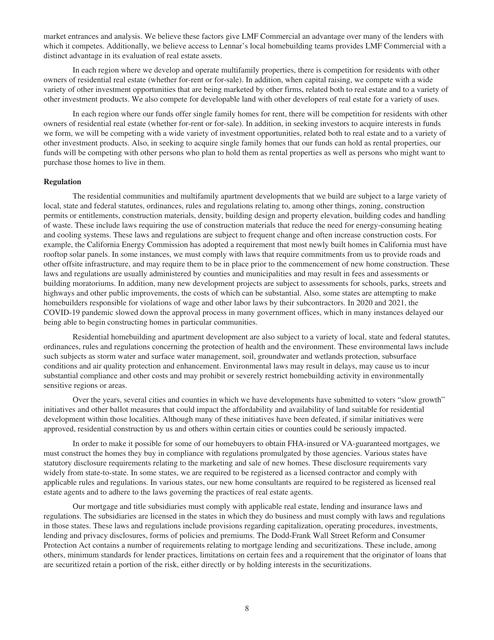 market entrances and analysis. We believe these factors give LMF Commercial an advantage over many of the lenders with
which it competes. Additionally, we believe access to Lennar's local homebuilding teams provides LMF Commercial with a
distinct advantage in its evaluation of real estate assets.
In each region where we develop and operate multifamily properties, there is competition for residents with other
owners of residential real estate (whether for-rent or for-sale). In addition, when capital raising, we compete with a wide
variety of other investment opportunities that are being marketed by other firms, related both to real estate and to a variety of
other investment products. We also compete for developable land with other developers of real estate for a variety of uses.
In each region where our funds offer single family homes for rent, there will be competition for residents with other
owners of residential real estate (whether for-rent or for-sale). In addition, in seeking investors to acquire interests in funds
we form, we will be competing with a wide variety of investment opportunities, related both to real estate and to a variety of
other investment products. Also, in seeking to acquire single family homes that our funds can hold as rental properties, our
funds will be competing with other persons who plan to hold them as rental properties as well as persons who might want to
purchase those homes to live in them.
Regulation
The residential communities and multifamily apartment developments that we build are subject to a large variety of
local, state and federal statutes, ordinances, rules and regulations relating to, among other things, zoning, construction
permits or entitlements, construction materials, density, building design and property elevation, building codes and handling
of waste. These include laws requiring the use of construction materials that reduce the need for energy-consuming heating
and cooling systems. These laws and regulations are subject to frequent change and often increase construction costs. For
example, the California Energy Commission has adopted a requirement that most newly built homes in California must have
rooftop solar panels. In some instances, we must comply with laws that require commitments from us to provide roads and
other offsite infrastructure, and may require them to be in place prior to the commencement of new home construction. These
laws and regulations are usually administered by counties and municipalities and may result in fees and assessments or
building moratoriums. In addition, many new development projects are subject to assessments for schools, parks, streets and
highways and other public improvements, the costs of which can be substantial. Also, some states are attempting to make
homebuilders responsible for violations of wage and other labor laws by their subcontractors. In 2020 and 2021, the
COVID-19 pandemic slowed down the approval process in many government offices, which in many instances delayed our
being able to begin constructing homes in particular communities.
Residential homebuilding and apartment development are also subject to a variety of local, state and federal statutes,
ordinances, rules and regulations concerning the protection of health and the environment. These environmental laws include
such subjects as storm water and surface water management, soil, groundwater and wetlands protection, subsurface
conditions and air quality protection and enhancement. Environmental laws may result in delays, may cause us to incur
substantial compliance and other costs and may prohibit or severely restrict homebuilding activity in environmentally
sensitive regions or areas.
Over the years, several cities and counties in which we have developments have submitted to voters "slow growth"
initiatives and other ballot measures that could impact the affordability and availability of land suitable for residential
development within those localities. Although many of these initiatives have been defeated, if similar initiatives were
approved, residential construction by us and others within certain cities or counties could be seriously impacted.
In order to make it possible for some of our homebuyers to obtain FHA-insured or VA-guaranteed mortgages, we
must construct the homes they buy in compliance with regulations promulgated by those agencies. Various states have
statutory disclosure requirements relating to the marketing and sale of new homes. These disclosure requirements vary
widely from state-to-state. In some states, we are required to be registered as a licensed contractor and comply with
applicable rules and regulations. In various states, our new home consultants are required to be registered as licensed real
estate agents and to adhere to the laws governing the practices of real estate agents.
Our mortgage and title subsidiaries must comply with applicable real estate, lending and insurance laws and
regulations. The subsidiaries are licensed in the states in which they do business and must comply with laws and regulations
in those states. These laws and regulations include provisions regarding capitalization, operating procedures, investments,
lending and privacy disclosures, forms of policies and premiums. The Dodd-Frank Wall Street Reform and Consumer
Protection Act contains a number of requirements relating to mortgage lending and securitizations. These include, among
others, minimum standards for lender practices, limitations on certain fees and a requirement that the originator of loans that
are securitized retain a portion of the risk, either directly or by holding interests in the securitizations.
8